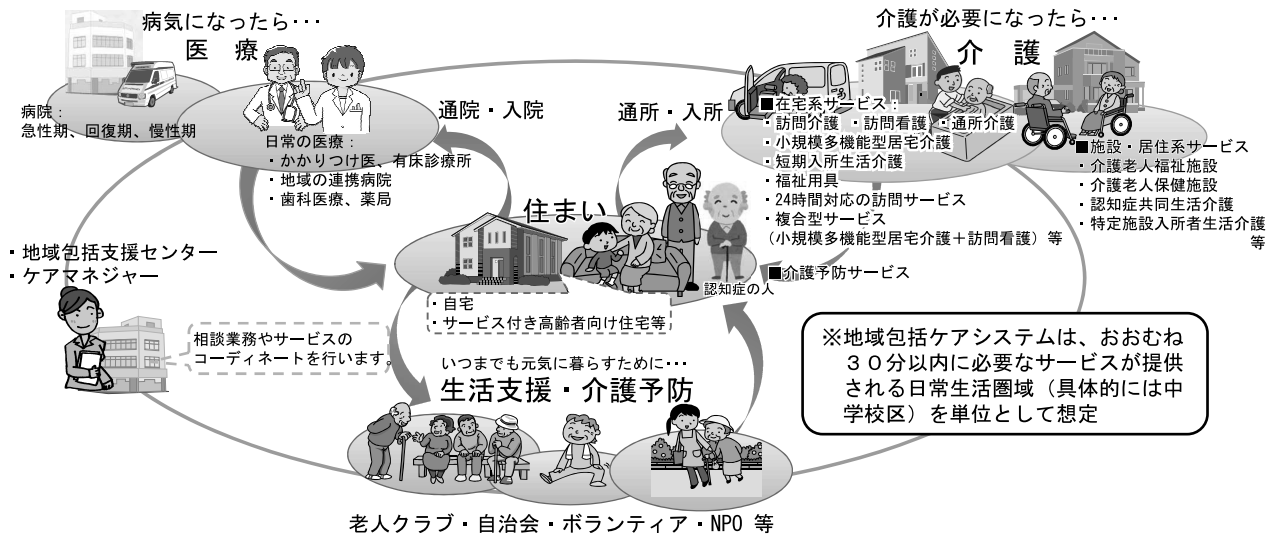 病気になったら・・・
医　療
病院：
急性期、回復期、慢性期
日常の医療：
・かかりつけ医、有床診療所
・地域の連携病院
・歯科医療、薬局
通院・入院
通所・入所
介護が必要になったら・・・
介　護
■在宅系サービス：
・訪問介護 ・訪問看護 ・通所介護
・小規模多機能型居宅介護
・短期入所生活介護
・福祉用具
・24時間対応の訪問サービス
・複合型サービス
（小規模多機能型居宅介護＋訪問看護）等
■介護予防サービス
■施設・居住系サービス
・介護老人福祉施設
・介護老人保健施設
・認知症共同生活介護
・特定施設入所者生活介護
等
住まい
認知症の人
・自宅
・サービス付き高齢者向け住宅等
・地域包括支援センター
・ケアマネジャー
相談業務やサービスの
コーディネートを行います。
いつまでも元気に暮らすために・・・
生活支援・介護予防
老人クラブ・自治会・ボランティア・NPO 等
※地域包括ケアシステムは、おおむね
３０分以内に必要なサービスが提供
される日常生活圏域（具体的には中
学校区）を単位として想定